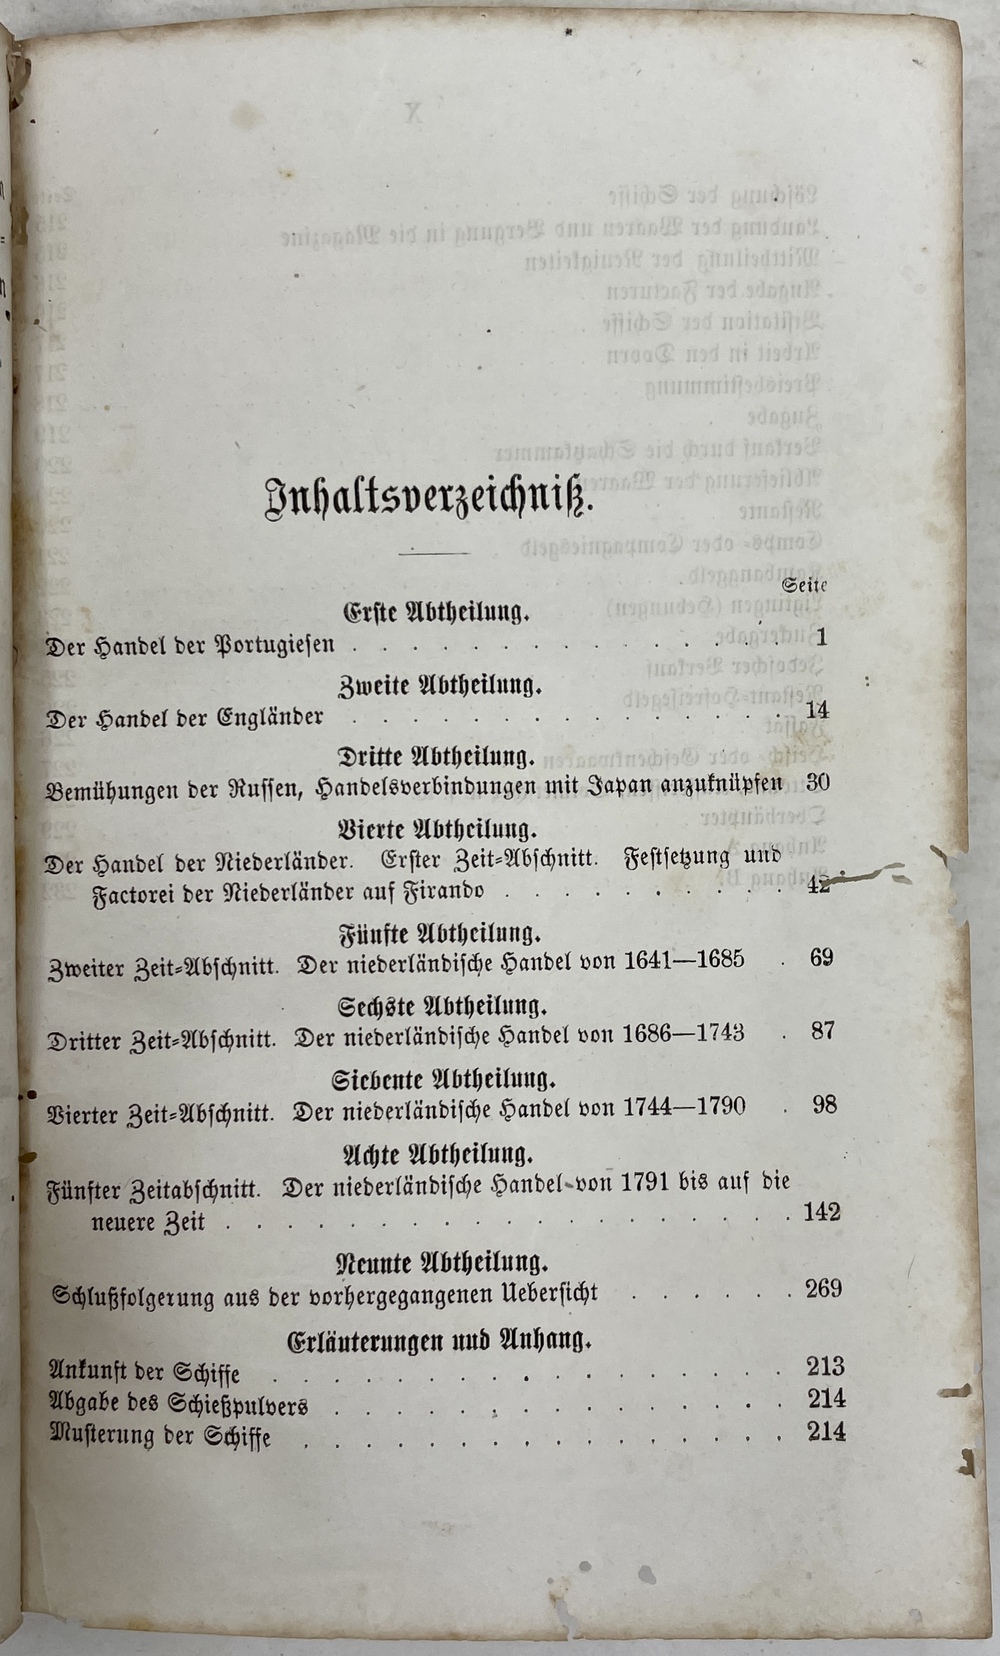 Inhaltsverzeichniß.
Seite
Erste Abtheilung.
Der Handel der Portugiesen . . . . . . . . . . . . . . 1
Zweite Abtheilung.
Der Handel der Engländer . . . . . . . . . . . . . . 14
Dritte Abtheilung.
Bemühungen der Russen, Handelsverbindungen mit Japan anzuknüpfen 30
Vierte Abtheilung.
Der Handel der Niederländer. Erster Zeit-Abschnitt. Festsetzung und
Factorei der Niederländer auf Firando . . . . . . . . 42
Fünfte Abtheilung.
Zweiter Zeit-Abschnitt. Der niederländische Handel von 1641—1685 . 69
Sechste Abtheilung.
Dritter Zeit-Abschnitt. Der niederländische Handel von 1686—1743 . 87
Siebente Abtheilung.
Vierter Zeit-Abschnitt. Der niederländische Handel von 1744—1790 . 98
Achte Abtheilung.
Fünfter Zeitabschnitt. Der niederländische Handel von 1791 bis auf die
neuere Zeit . . . . . . . . . . . . . . . . . 142
Neunte Abtheilung.
Schlußfolgerung aus der vorhergegangenen Uebersicht . . . . . . 269
Erläuterungen und Anhang.
Ankunft der Schiffe . . . . . . . . . . . . . . 213
Abgabe des Schießpulvers . . . . . . . . . . . . 214
Musterung der Schiffe . . . . . . . . . . . . . 214